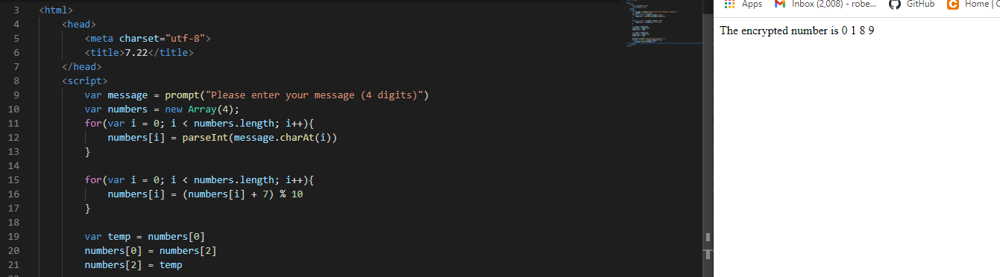 3 <html>
4 <head>
5 <meta charset="utf-8">
6 <title>7.22</title>
7 </head>
8 <script>
9 var message = prompt("Please enter your message (4 digits)")
10 var numbers = new Array(4);
11 for(var i = 0; i < numbers.length; i++){
12 numbers[i] = parseInt(message.charAt(i))
13 }
14
15 for(var i = 0; i < numbers.length; i++){
16 numbers[i] = (numbers[i] + 7) % 10
17 }
18
19 var temp = numbers[0]
20 numbers[0] = numbers[2]
21 numbers[2] = temp
Apps Inbox (2,008) - robe... GitHub Home |
The encrypted number is 0 1 8 9